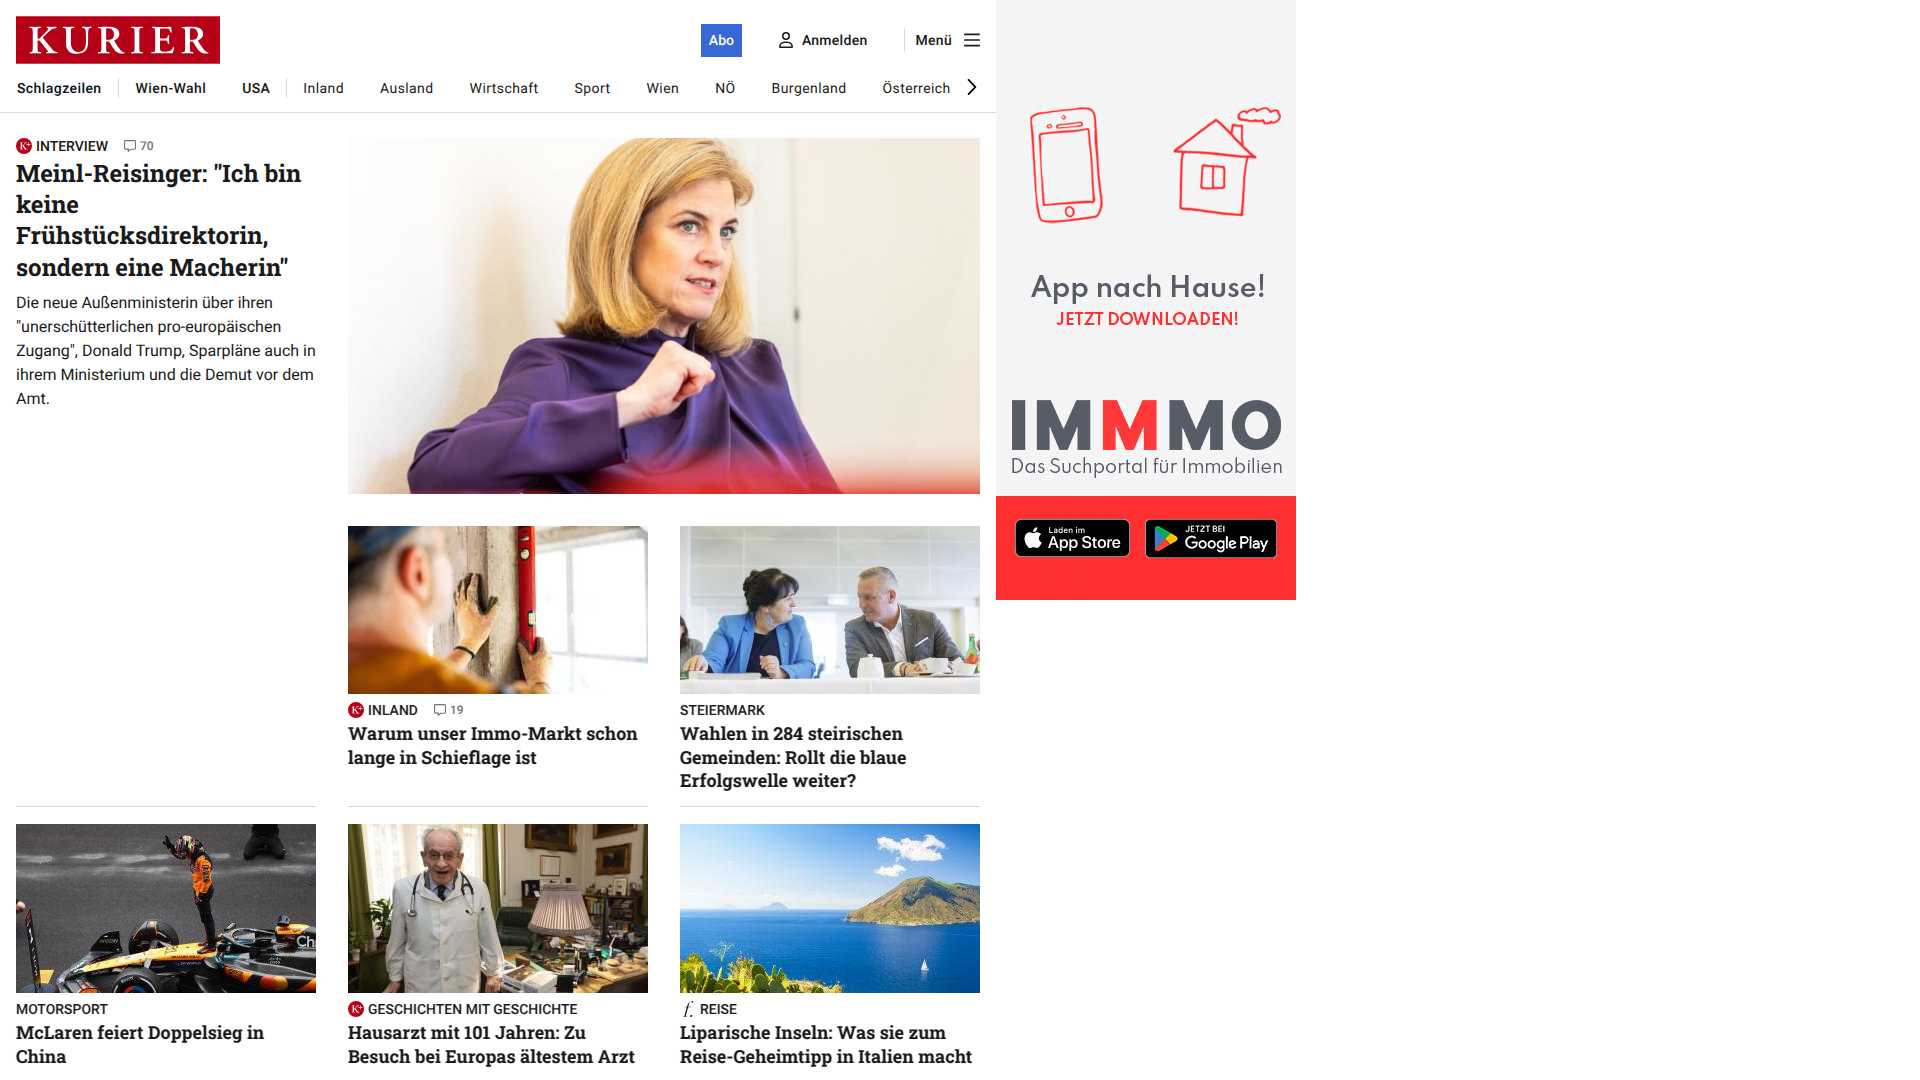 KURIER
Abo
Anmelden
Menü
Schlagzeilen
Wien-Wahl
USA
Inland
Ausland
Wirtschaft
Sport
Wien
NÖ
Burgenland
Österreich
K+ INTERVIEW 70
Meinl-Reisinger: "Ich bin
keine
Frühstücksdirektorin,
sondern eine Macherin"
Die neue Außenministerin über ihren
"unerschütterlichen pro-europäischen
Zugang", Donald Trump, Sparpläne auch in
ihrem Ministerium und die Demut vor dem
Amt.
K+ INLAND 19
Warum unser Immo-Markt schon
lange in Schieflage ist
STEIERMARK
Wahlen in 284 steirischen
Gemeinden: Rollt die blaue
Erfolgswelle weiter?
Ch
MOTORSPORT
McLaren feiert Doppelsieg in
China
K+ GESCHICHTEN MIT GESCHICHTE
Hausarzt mit 101 Jahren: Zu
Besuch bei Europas ältestem Arzt
f. REISE
Liparische Inseln: Was sie zum
Reise-Geheimtipp in Italien macht
App nach Hause!
JETZT DOWNLOADEN!
IMMMO
Das Suchportal für Immobilien
Laden im
App Store
JETZT BEI
Google Play